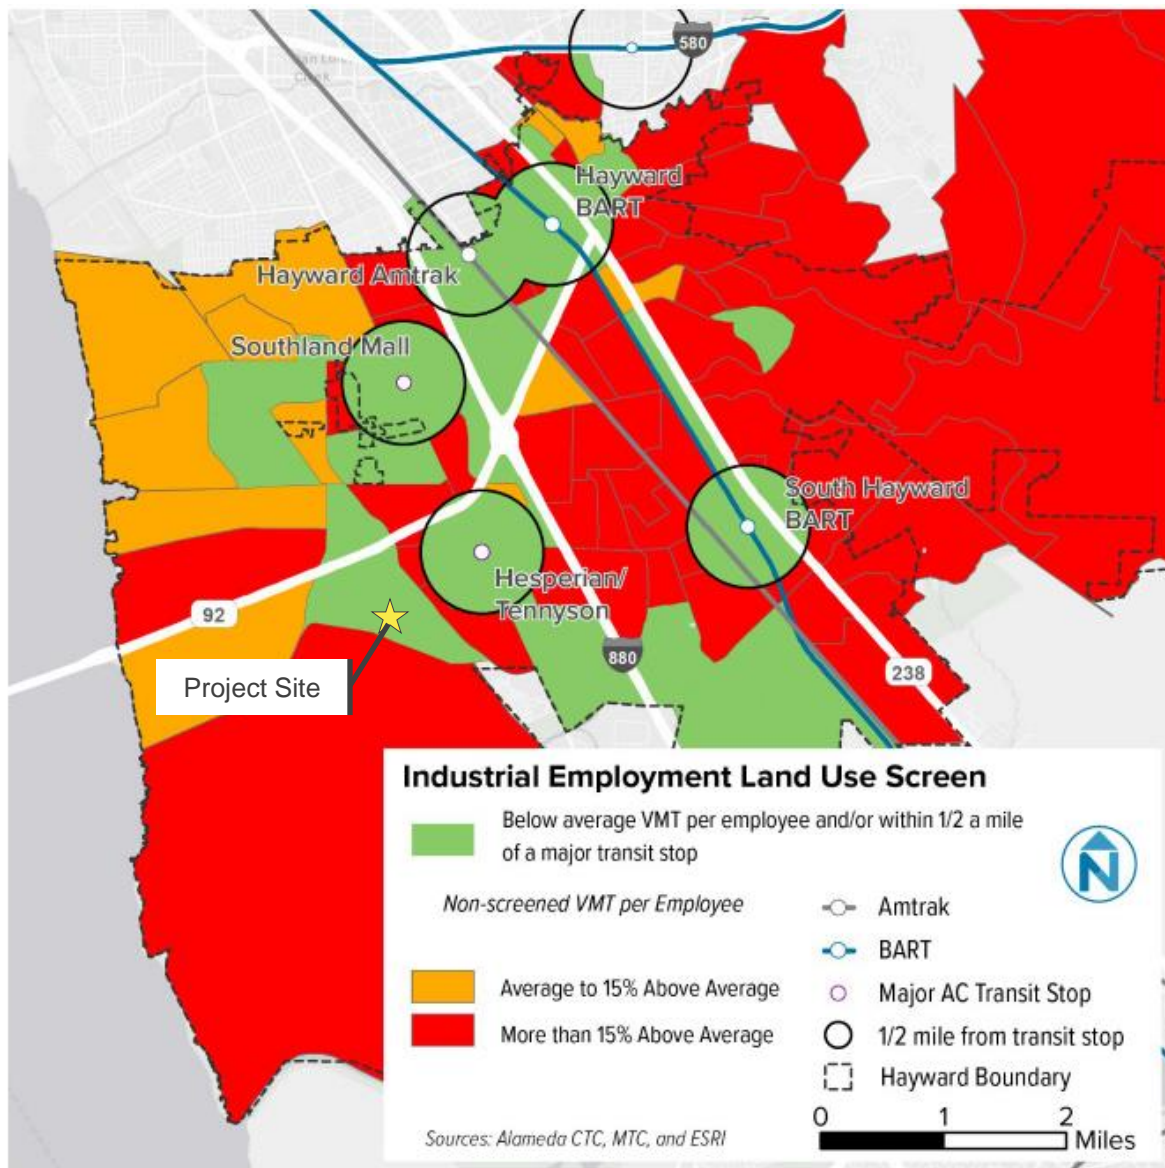 580
Hayward
BART
Hayward Amtrak
Southland Mall
South Hayward
BART
Hesperian/
Tennyson
92
880
238
Project Site
Industrial Employment Land Use Screen
Below average VMT per employee and/or within 1/2 a mile
of a major transit stop
Non-screened VMT per Employee
Average to 15% Above Average
More than 15% Above Average
N
Amtrak
BART
Major AC Transit Stop
1/2 mile from transit stop
Hayward Boundary
0 1 2
Miles
Sources: Alameda CTC, MTC, and ESRI